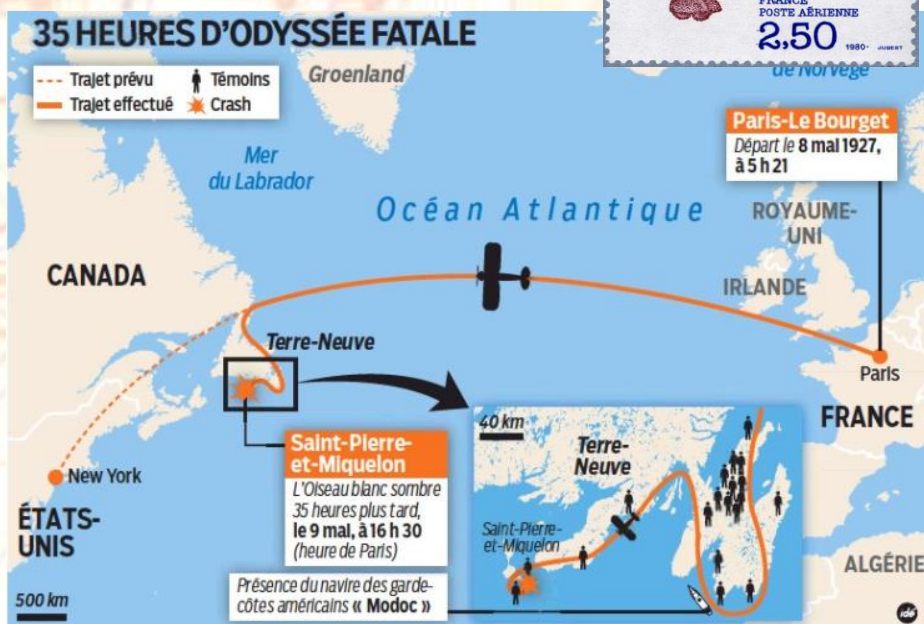 FRANCE
POSTE AÉRIENNE
2,50
1980-
JUBERT
35 HEURES D'ODYSSÉE FATALE
Trajet prévu
Témoins
Trajet effectué
Crash
Groenland
de Norvège
Mer
du Labrador
Paris-Le Bourget
Départ le 8 mai 1927,
à 5 h 21
Océan Atlantique
ROYAUME-
UNI
CANADA
IRLANDE
Terre-Neuve
Paris
FRANCE
Saint-Pierre-
et-Miquelon
L'Oiseau blanc sombre
35 heures plus tard,
le 9 mai, à 16 h 30
(heure de Paris)
40 km
Terre-
Neuve
Saint-Pierre-
et-Miquelon
New York
ÉTATS-
UNIS
ALGÉRIE
Présence du navire des garde-
côtes américains « Modoc »
500 km
idé